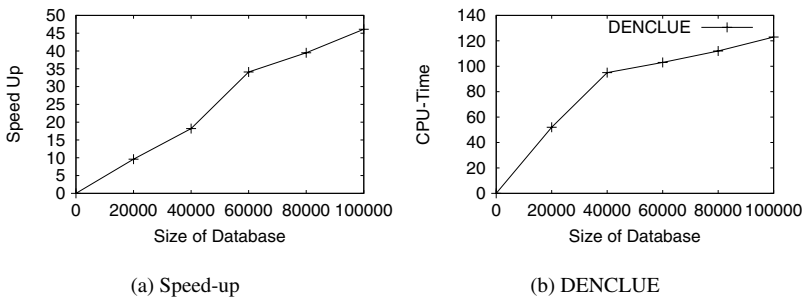 50
45
40
35
30
25
20
15
10
5
0
Speed Up
0 20000 40000 60000 80000 100000
Size of Database
(a) Speed-up
DENCLUE
140
120
100
80
60
40
20
0
CPU-Time
0 20000 40000 60000 80000 100000
Size of Database
(b) DENCLUE